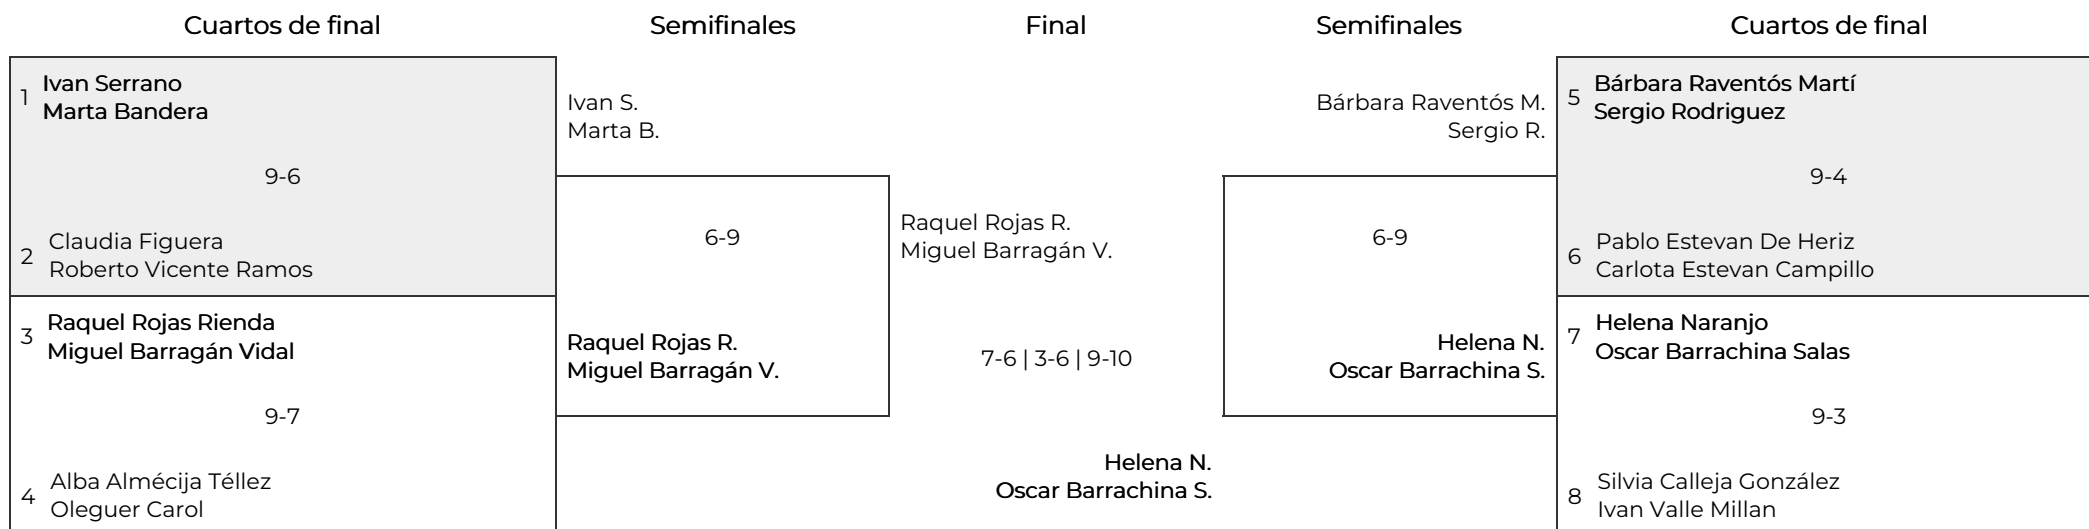 Cuartos de final
Semifinales
Final
Semifinales
Cuartos de final
1
Ivan Serrano
Marta Bandera
9-6
2
Claudia Figuera
Roberto Vicente Ramos
3
Raquel Rojas Rienda
Miguel Barragán Vidal
9-7
4
Alba Almécija Téllez
Oleguer Carol
Ivan S.
Marta B.
6-9
Raquel Rojas R.
Miguel Barragán V.
Raquel Rojas R.
Miguel Barragán V.
7-6 | 3-6 | 9-10
Helena N.
Oscar Barrachina S.
Bárbara Raventós M.
Sergio R.
6-9
Helena N.
Oscar Barrachina S.
5
Bárbara Raventós Martí
Sergio Rodriguez
9-4
6
Pablo Estevan De Heriz
Carlota Estevan Campillo
7
Helena Naranjo
Oscar Barrachina Salas
9-3
8
Silvia Calleja González
Ivan Valle Millan